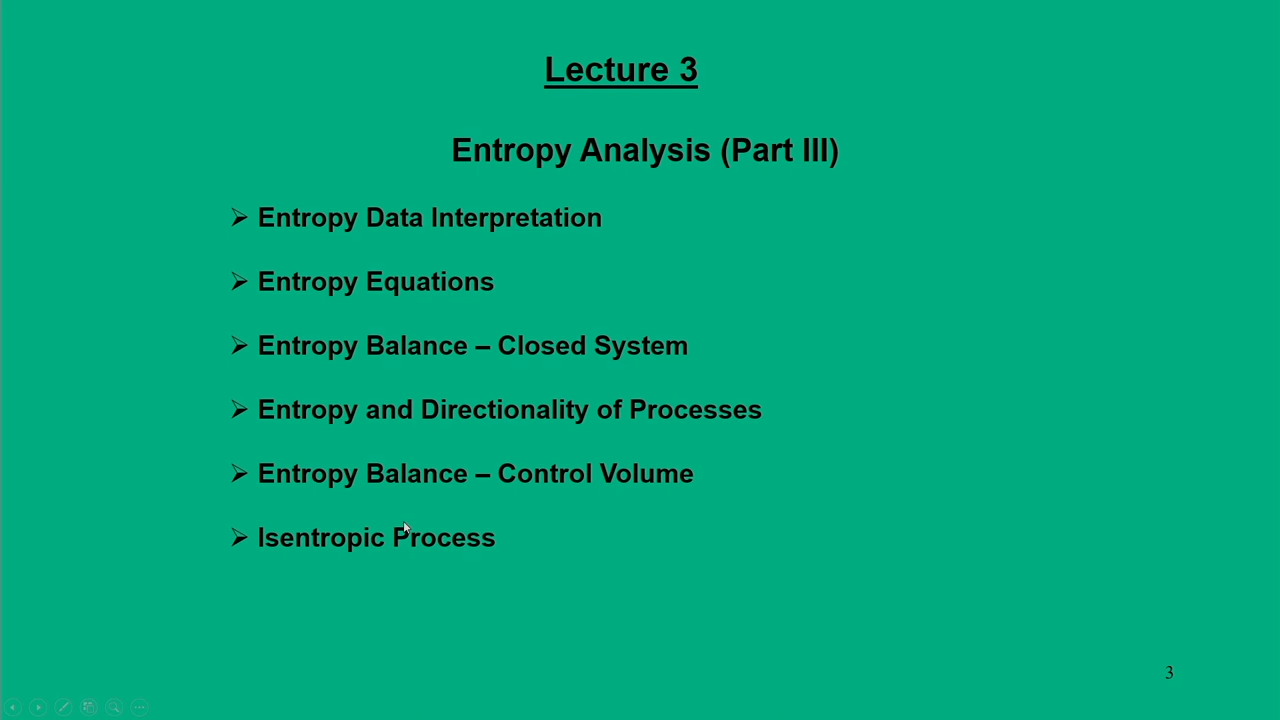 Lecture 3
Entropy Analysis (Part III)
➢ Entropy Data Interpretation
➢ Entropy Equations
➢ Entropy Balance – Closed System
➢ Entropy and Directionality of Processes
➢ Entropy Balance – Control Volume
➢ Isentropic Process
3